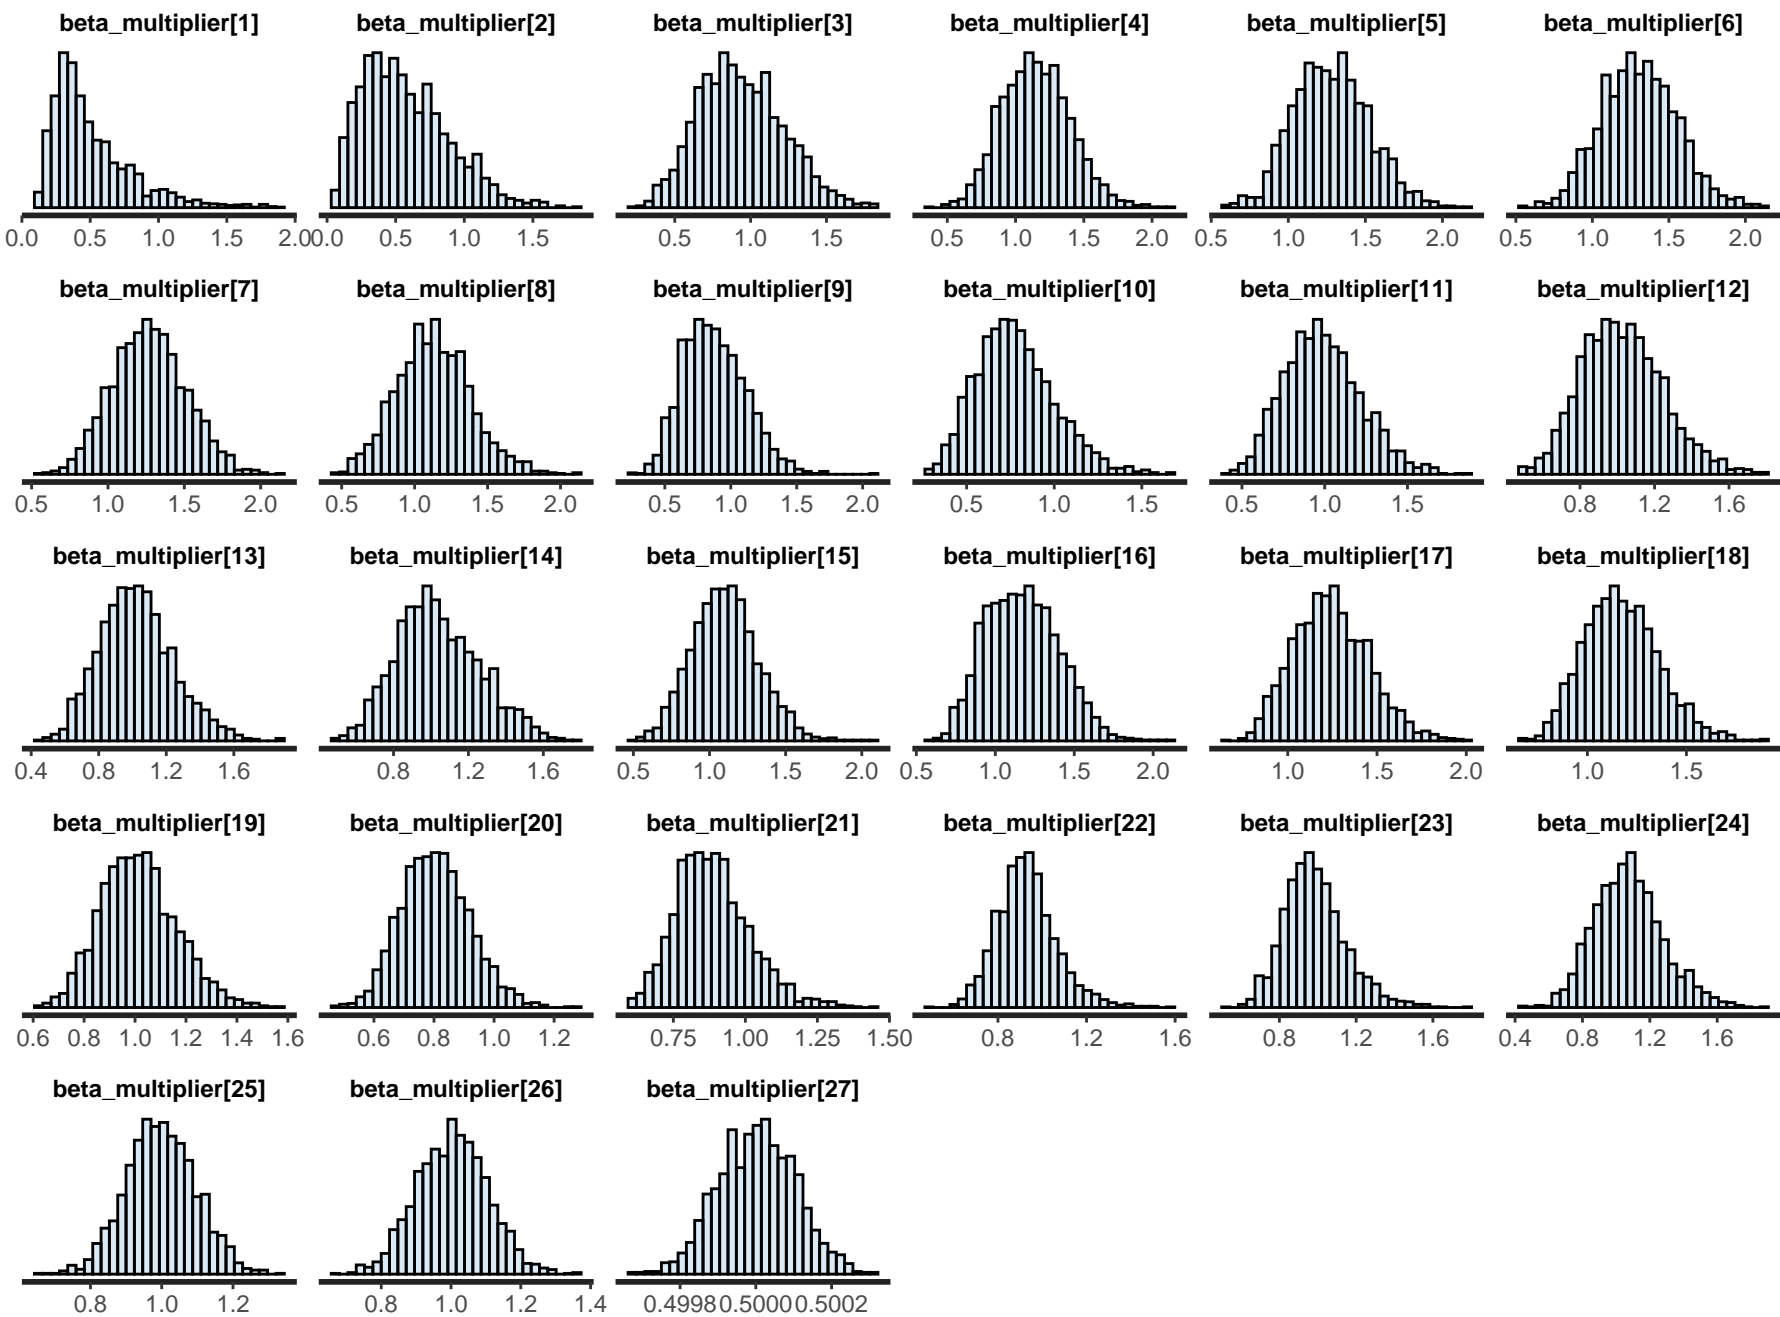 beta_multiplier[1] beta_multiplier[2] beta_multiplier[3] beta_multiplier[4] beta_multiplier[5] beta_multiplier[6]
0.0 0.5 1.0 1.5 2.0 0.0 0.5 1.0 1.5 0.5 1.0 1.5 0.5 1.0 1.5 2.0 0.5 1.0 1.5 2.0 0.5 1.0 1.5 2.0
beta_multiplier[7] beta_multiplier[8] beta_multiplier[9] beta_multiplier[10] beta_multiplier[11] beta_multiplier[12]
0.5 1.0 1.5 2.0 0.5 1.0 1.5 2.0 0.5 1.0 1.5 2.0 0.5 1.0 1.5 0.5 1.0 1.5 0.8 1.2 1.6
beta_multiplier[13] beta_multiplier[14] beta_multiplier[15] beta_multiplier[16] beta_multiplier[17] beta_multiplier[18]
0.4 0.8 1.2 1.6 0.8 1.2 1.6 0.5 1.0 1.5 2.0 0.5 1.0 1.5 2.0 1.0 1.5 2.0 1.0 1.5
beta_multiplier[19] beta_multiplier[20] beta_multiplier[21] beta_multiplier[22] beta_multiplier[23] beta_multiplier[24]
0.6 0.8 1.0 1.2 1.4 1.6 0.6 0.8 1.0 1.2 0.75 1.00 1.25 1.50 0.8 1.2 1.6 0.8 1.2 1.6 0.4 0.8 1.2 1.6
beta_multiplier[25] beta_multiplier[26] beta_multiplier[27]
0.8 1.0 1.2 0.8 1.0 1.2 1.4 0.4998 0.5000 0.5002